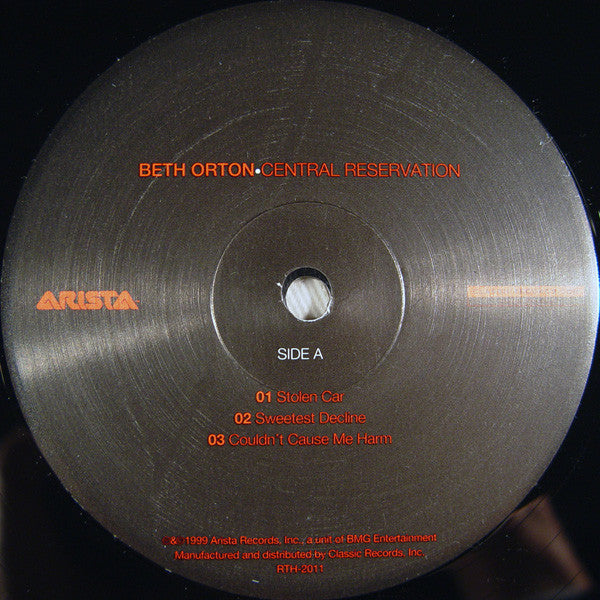 BETH ORTON•CENTRAL RESERVATION
ARISTA
SIDE A
01 Stolen Car
02 Sweetest Decline
03 Couldn't Cause Me Harm
& 1999 Arista Records, Inc., a unit of BMG Entertainment
Manufactured and distributed by Classic Records, Inc.
RTH-2011